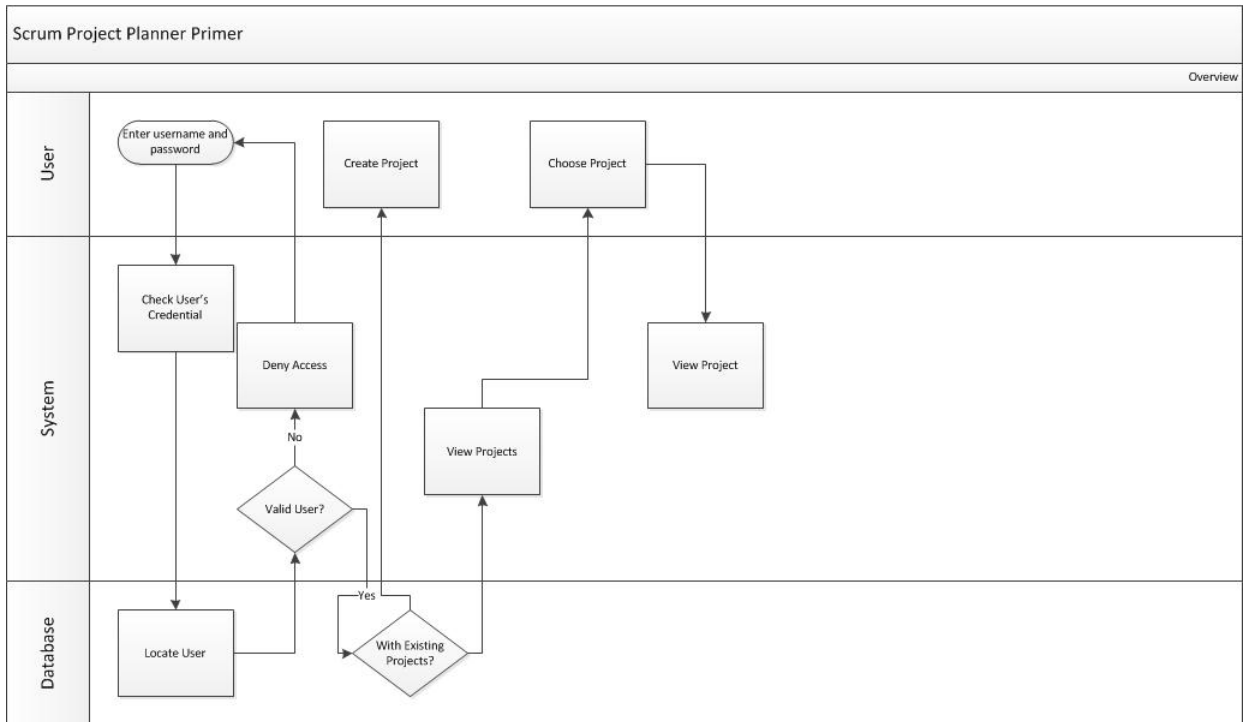 Scrum Project Planner Primer
Overview
User
Enter username and
password
Create Project
Choose Project
System
Check User's
Credential
Deny Access
View Project
No
View Projects
Valid User?
Database
Yes
Locate User
With Existing
Projects?